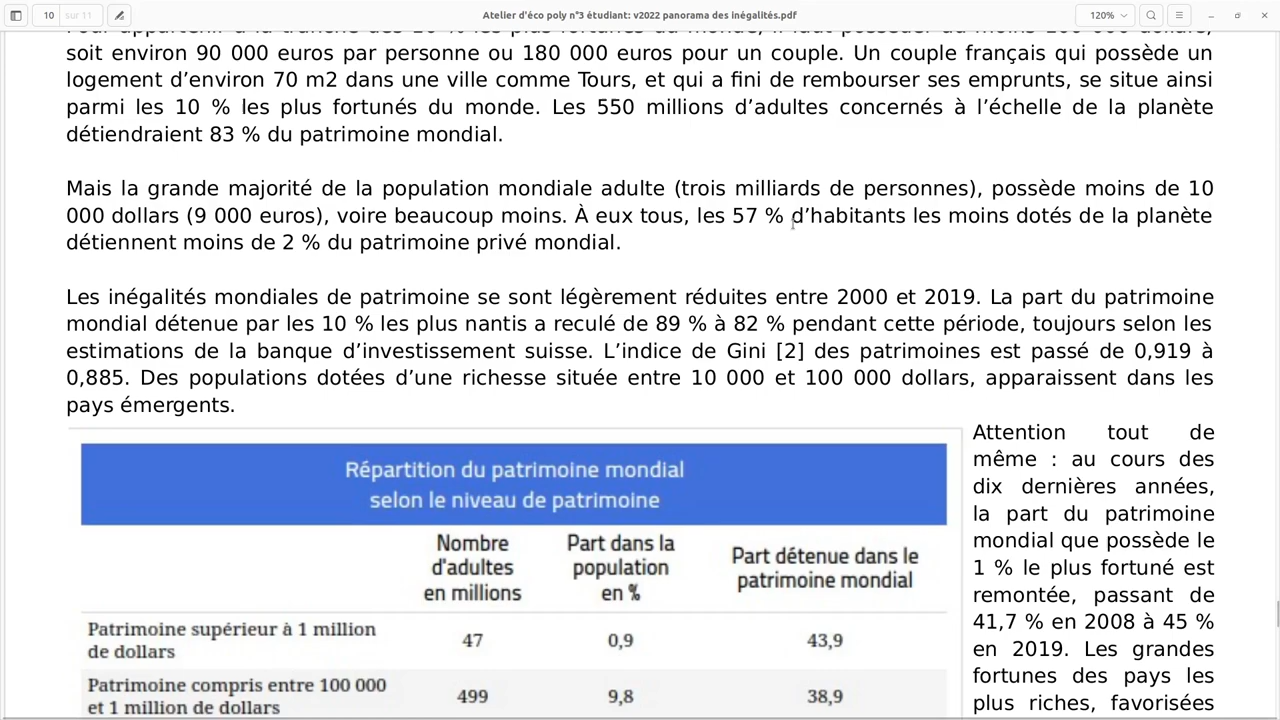 10 sur 11
Atelier d'éco poly n°3 étudiant: v2022 panorama des inégalités.pdf
120%
soit environ 90 000 euros par personne ou 180 000 euros pour un couple. Un couple français qui possède un
logement d'environ 70 m2 dans une ville comme Tours, et qui a fini de rembourser ses emprunts, se situe ainsi
parmi les 10 % les plus fortunés du monde. Les 550 millions d'adultes concernés à l'échelle de la planète
détiendraient 83 % du patrimoine mondial.
Mais la grande majorité de la population mondiale adulte (trois milliards de personnes), possède moins de 10
000 dollars (9 000 euros), voire beaucoup moins. À eux tous, les 57 % d'habitants les moins dotés de la planète
détiennent moins de 2 % du patrimoine privé mondial.
Les inégalités mondiales de patrimoine se sont légèrement réduites entre 2000 et 2019. La part du patrimoine
mondial détenue par les 10 % les plus nantis a reculé de 89 % à 82 % pendant cette période, toujours selon les
estimations de la banque d'investissement suisse. L'indice de Gini [2] des patrimoines est passé de 0,919 à
0,885. Des populations dotées d'une richesse située entre 10 000 et 100 000 dollars, apparaissent dans les
pays émergents.
Répartition du patrimoine mondial
selon le niveau de patrimoine
Nombre
d'adultes
en millions
Part dans la
population
en %
Part détenue dans le
patrimoine mondial
Patrimoine supérieur à 1 million
de dollars
47
0,9
43,9
Patrimoine compris entre 100 000
et 1 million de dollars
499
9,8
38,9
Attention tout de
même : au cours des
dix dernières années,
la part du patrimoine
mondial que possède le
1 % le plus fortuné est
remontée, passant de
41,7 % en 2008 à 45 %
en 2019. Les grandes
fortunes des pays les
plus riches, favorisées